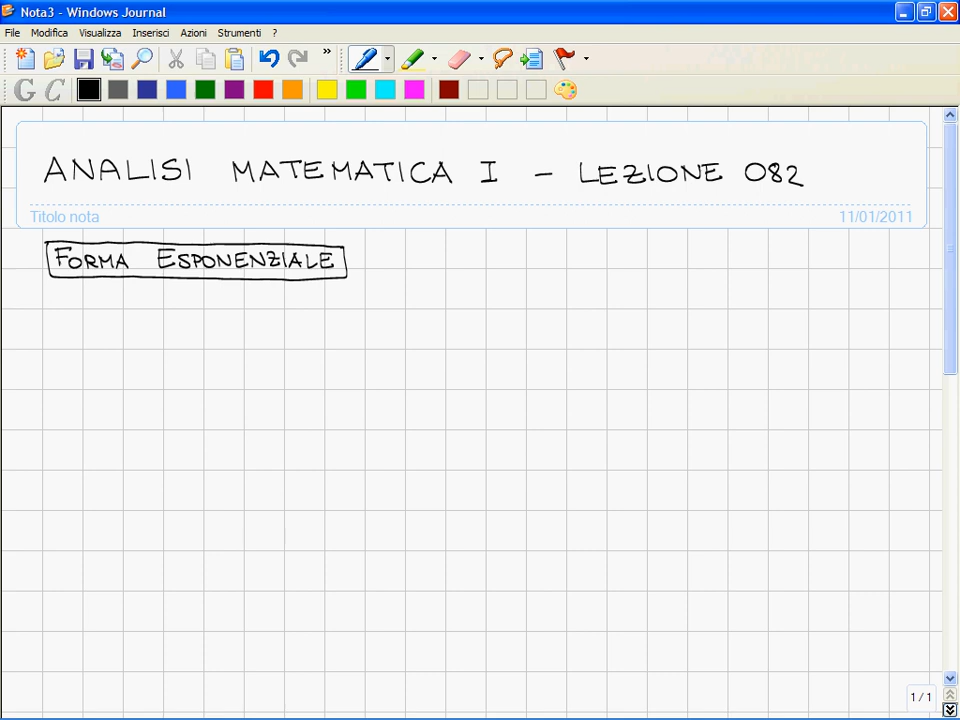 Nota3 - Windows Journal
File Modifica Visualizza Inserisci Azioni Strumenti ?
»
G C
ANALISI MATEMATICA I - LEZIONE 082
Titolo nota 11/01/2011
FORMA ESPONENZIALE
1 / 1